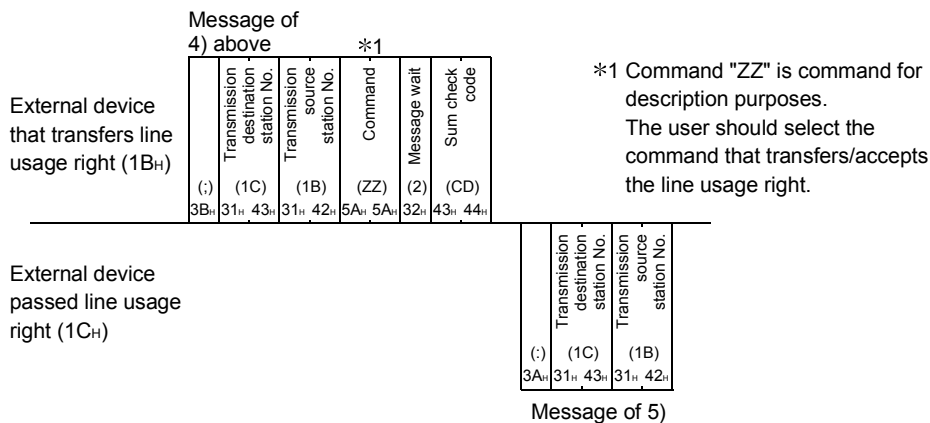 Message of
4) above
*1
External device
that transfers line
usage right (1BH)
Transmission
destination
station No.
Transmission
source
station No.
Command
Message wait
Sum check
code
(;) (1C) (1B) (ZZ) (2) (CD)
3BH 31H 43H 31H 42H 5AH 5AH 32H 43H 44H
*1 Command "ZZ" is command for
description purposes.
The user should select the
command that transfers/accepts
the line usage right.
External device
passed line usage
right (1CH)
Transmission
destination
station No.
Transmission
source
station No.
(:) (1C) (1B)
3AH 31H 43H 31H 42H
Message of 5)